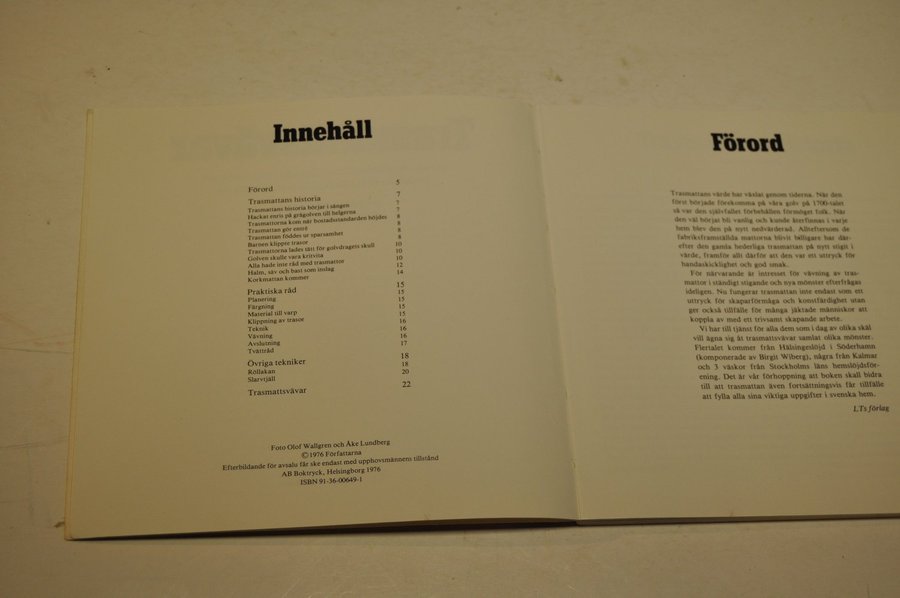 Innehåll
Förord 5
Trasmattans historia 7
Trasmattans historia börjar i sängen 7
Hackat enris på grågolven till helgerna 7
Trasmattorna kom när bostadsstandarden höjdes 8
Trasmattan gör entré 8
Trasmattan föddes ur sparsamhet 8
Barnen klippte trasor 8
Trasmattorna lades tätt för golvdragets skull 10
Golven skulle vara kritvita 10
Alla hade inte råd med trasmattor 10
Halm, säv och bast som inslag 12
Korkmattan kommer 14
Praktiska råd 15
Planering 15
Färgning 15
Material till varp 15
Klippning av trasor 16
Teknik 16
Vävning 16
Avslutning 17
Tvättråd
Övriga tekniker 18
Röllakan 18
Slarvtjäll 20
Trasmattsvävar 22
Foto Olof Wallgren och Åke Lundberg
© 1976 Författarna
Efterbildande för avsalu får ske endast med upphovsmännens tillstånd
AB Boktryck, Helsingborg 1976
ISBN 91-36-00649-1
Förord
Trasmattans värde har växlat genom tiderna. När den
först började förekomma på våra golv på 1700-talet
så var den självfallet förbehållen förmöget folk. När
den väl börjat bli vanlig och kunde återfinnas i varje
hem blev den på nytt nedvärderad. Allteftersom de
fabriksframställda mattorna blivit billigare har där-
efter den ganska hederliga trasmattan på nytt stigit i
värde, framför allt därför att den var ett uttryck för
handaskicklighet och god smak.
För närvarande är intresset för vävning av tras-
mattor i ständigt stigande och nya mönster efterfrågas
ideligen. Nu fungerar trasmattan inte endast som ett
uttryck för skaparförmåga och konstfärdighet utan
ger också tillfälle för många jäktade människor att
koppla av med ett trivsamt skapande arbete.
Vi har till tjänst för alla dem som i dag av olika skäl
vill ägna sig åt trasmattsvävar samlat olika mönster.
Flertalet kommer från Hälsingeslöjd i Söderhamn
(komponerade av Birgit Wiberg), några från Kalmar
och 3 väskor från Stockholms läns hemslöjdsför-
ening. Det är vår förhoppning att boken skall bidra
till att trasmattan även fortsättningsvis får tillfälle
att fylla alla sina viktiga uppgifter i svenska hem.
LTs förlag